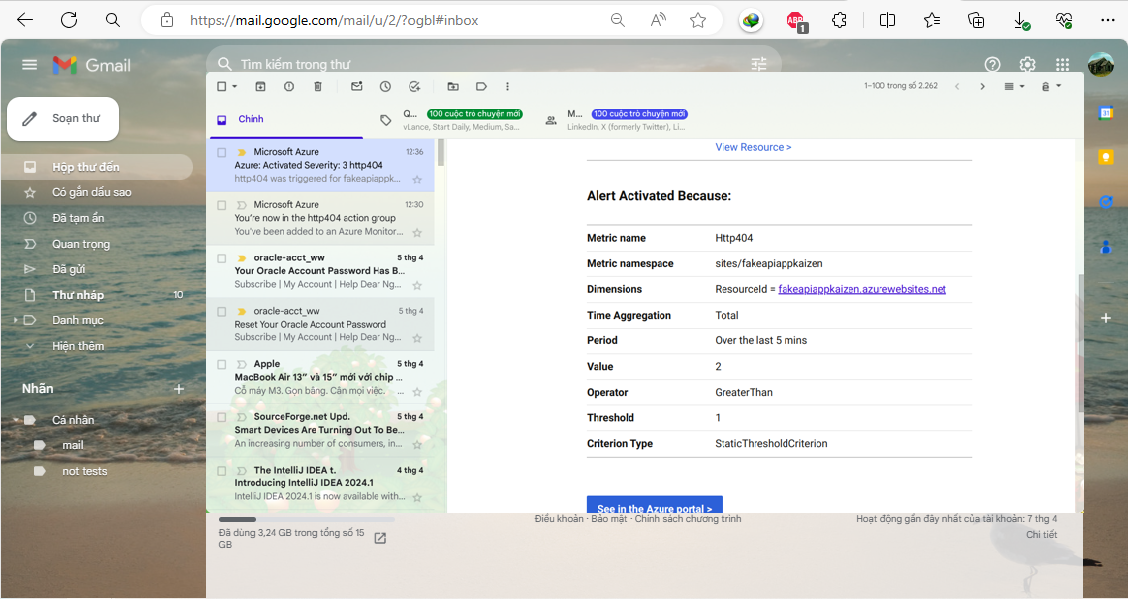 https://mail.google.com/mail/u/2/?ogbl#inbox
ABP
1
Gmail
Tìm kiếm trong thư
Soạn thư
1–100 trong số 2.262
Chính
Q... 100 cuộc trò chuyện mới
vLance, Start Daily, Medium, Sa...
M... 100 cuộc trò chuyện mới
LinkedIn, X (formerly Twitter), Li...
Hộp thư đến
Có gắn dấu sao
Đã tạm ẩn
Quan trọng
Đã gửi
Thư nháp 10
Danh mục
Hiện thêm
Nhãn
Cá nhân
mail
not tests
Microsoft Azure 12:36
Azure: Activated Severity: 3 http404
http404 was triggered for fakeapiappk...
Microsoft Azure 12:30
You're now in the http404 action group
You've been added to an Azure Monitor...
oracle-acct_ww 5 thg 4
Your Oracle Account Password Has B...
Subscribe | My Account | Help Dear Ng...
oracle-acct_ww 5 thg 4
Reset Your Oracle Account Password
Subscribe | My Account | Help Dear Ng...
Apple 5 thg 4
MacBook Air 13" và 15" mới với chip ...
Cỗ máy M3. Gọn bâng. Cân mọi việc. ...
SourceForge.net Upd. 5 thg 4
Smart Devices Are Turning Out To Be...
An increasing number of consumers, in...
The IntelliJ IDEA t. 4 thg 4
Introducing IntelliJ IDEA 2024.1
IntelliJ IDEA 2024.1 is now available with...
View Resource >
Alert Activated Because:
Metric name Http404
Metric namespace sites/fakeapiappkaizen
Dimensions ResourceId = fakeapiappkaizen.azurewebsites.net
Time Aggregation Total
Period Over the last 5 mins
Value 2
Operator GreaterThan
Threshold 1
Criterion Type StaticThresholdCriterion
See in the Azure portal >
Đã dùng 3,24 GB trong tổng số 15
GB
Điều khoản · Bảo mật · Chính sách chương trình
Hoạt động gần đây nhất của tài khoản: 7 thg 4
Chi tiết